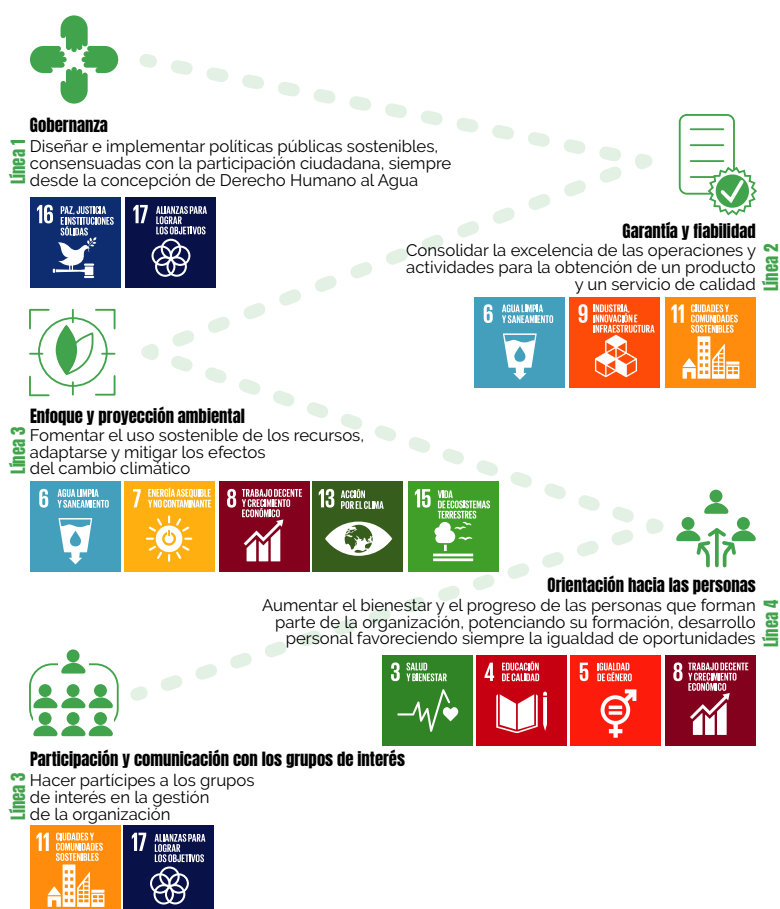 Gobernanza
Línea 1
Diseñar e implementar políticas públicas sostenibles,
consensuadas con la participación ciudadana, siempre
desde la concepción de Derecho Humano al Agua
16 PAZ, JUSTICIA
E INSTITUCIONES
SÓLIDAS
17 ALIANZAS PARA
LOGRAR
LOS OBJETIVOS
Garantía y fiabilidad
Línea 2
Consolidar la excelencia de las operaciones y
actividades para la obtención de un producto
y un servicio de calidad
6 AGUA LIMPIA
Y SANEAMIENTO
9 INDUSTRIA,
INNOVACIÓN E
INFRAESTRUCTURA
11 CIUDADES Y
COMUNIDADES
SOSTENIBLES
Enfoque y proyección ambiental
Línea 3
Fomentar el uso sostenible de los recursos,
adaptarse y mitigar los efectos
del cambio climático
6 AGUA LIMPIA
Y SANEAMIENTO
7 ENERGÍA ASEQUIBLE
Y NO CONTAMINANTE
8 TRABAJO DECENTE
Y CRECIMIENTO
ECONÓMICO
13 ACCIÓN
POR EL CLIMA
15 VIDA
DE ECOSISTEMAS
TERRESTRES
Orientación hacia las personas
Línea 4
Aumentar el bienestar y el progreso de las personas que forman
parte de la organización, potenciando su formación, desarrollo
personal favoreciendo siempre la igualdad de oportunidades
3 SALUD
Y BIENESTAR
4 EDUCACIÓN
DE CALIDAD
5 IGUALDAD
DE GÉNERO
8 TRABAJO DECENTE
Y CRECIMIENTO
ECONÓMICO
Participación y comunicación con los grupos de interés
Línea 3
Hacer partícipes a los grupos
de interés en la gestión
de la organización
11 CIUDADES Y
COMUNIDADES
SOSTENIBLES
17 ALIANZAS PARA
LOGRAR
LOS OBJETIVOS